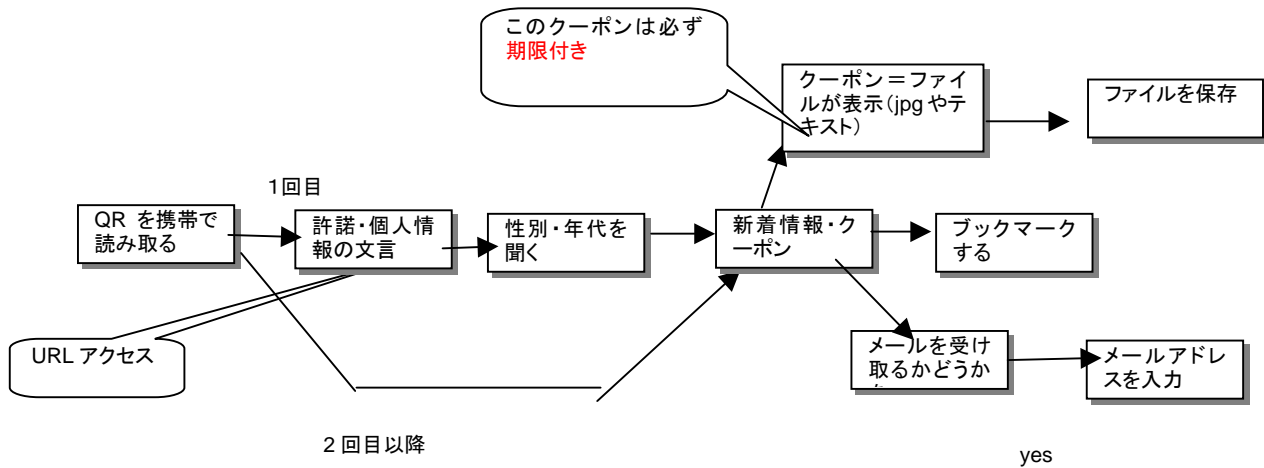 このクーポンは必ず
期限付き
クーポン＝ファイ
ルが表示（jpg やテ
キスト）
ファイルを保存
1回目
QR を携帯で
読み取る
許諾・個人情
報の文言
性別・年代を
聞く
新着情報・ク
ーポン
ブックマーク
する
URL アクセス
メールを受け
取るかどうか
メールアドレ
スを入力
2 回目以降
yes